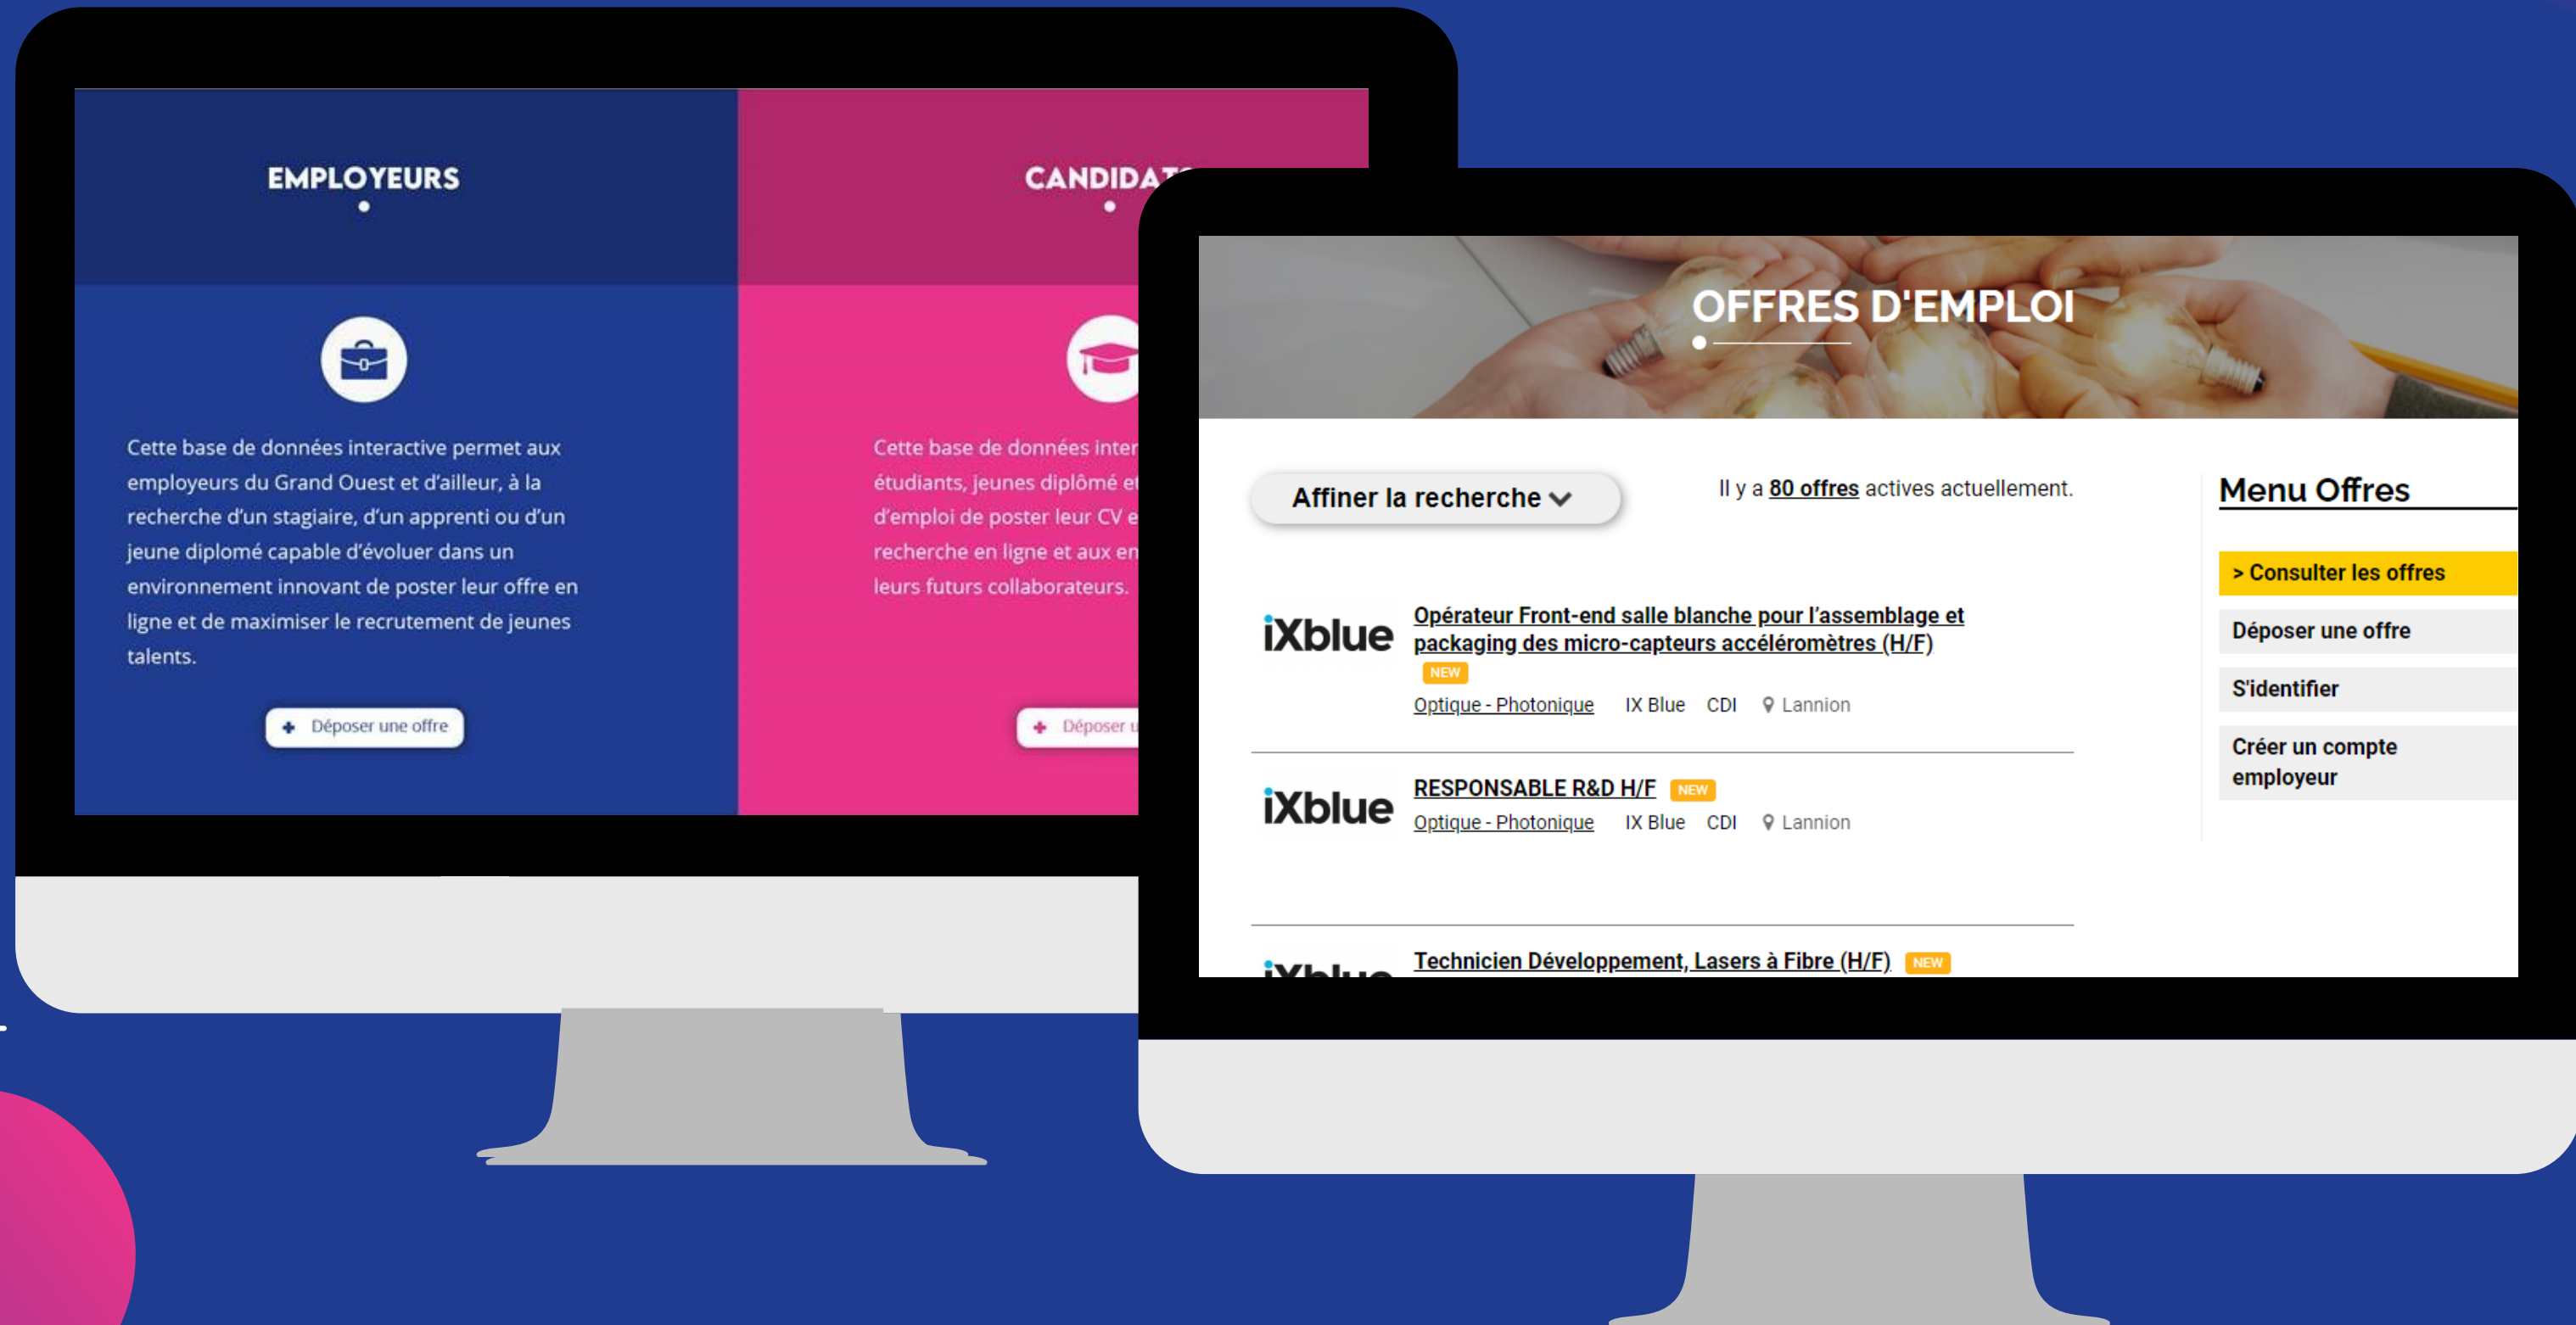 EMPLOYEURS
Cette base de données interactive permet aux
employeurs du Grand Ouest et d'ailleur, à la
recherche d'un stagiaire, d'un apprenti ou d'un
jeune diplomé capable d'évoluer dans un
environnement innovant de poster leur offre en
ligne et de maximiser le recrutement de jeunes
talents.
Déposer une offre
Cette base de données
étudiants, jeunes diplômé
d'emploi de poster leur CV
recherche en ligne et aux
leurs futurs collaborateurs.
Déposer
OFFRES D'EMPLOI
Affiner la recherche
Il y a 80 offres actives actuellement.
iXblue
Opérateur Front-end salle blanche pour l'assemblage et
packaging des micro-capteurs accéléromètres (H/F)
NEW
Optique - Photonique IX Blue CDI Lannion
iXblue
RESPONSABLE R&D H/F NEW
Optique - Photonique IX Blue CDI Lannion
iXblue
Technicien Développement, Lasers à Fibre (H/F) NEW
Menu Offres
> Consulter les offres
Déposer une offre
S'identifier
Créer un compte
employeur